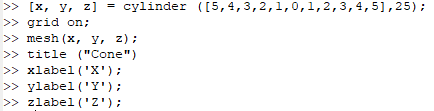 >> [x, y, z] = cylinder ([5,4,3,2,1,0,1,2,3,4,5],25);
>> grid on;
>> mesh(x, y, z);
>> title ("Cone")
>> xlabel('X');
>> ylabel('Y');
>> zlabel('Z');